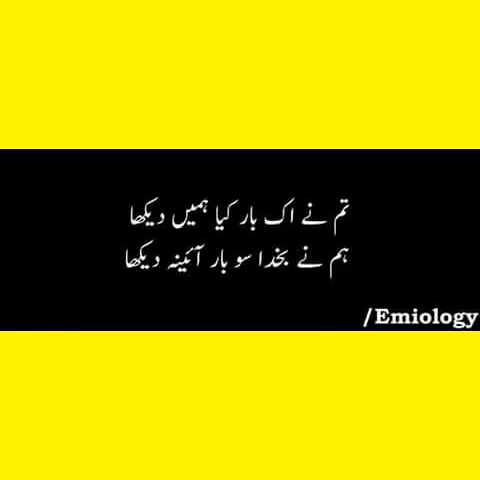 تم نے اک بار کیا ہمیں دیکھا
ہم نے بخدا سو بار آئینہ دیکھا
/Emiology